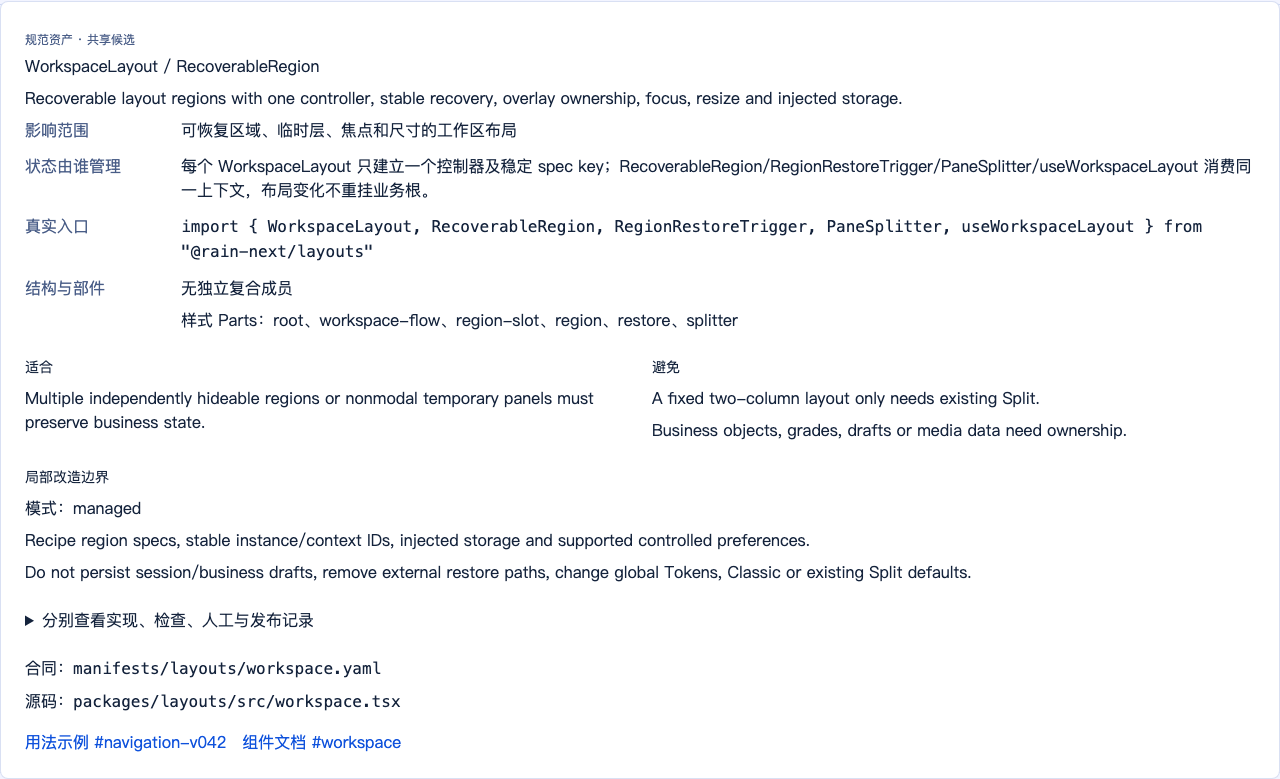 规范资产 · 共享候选
WorkspaceLayout / RecoverableRegion
Recoverable layout regions with one controller, stable recovery, overlay ownership, focus, resize and injected storage.
影响范围
可恢复区域、临时层、焦点和尺寸的工作区布局
状态由谁管理
每个 WorkspaceLayout 只建立一个控制器及稳定 spec key；RecoverableRegion/RegionRestoreTrigger/PaneSplitter/useWorkspaceLayout 消费同
一上下文，布局变化不重挂业务根。
真实入口
import { WorkspaceLayout, RecoverableRegion, RegionRestoreTrigger, PaneSplitter, useWorkspaceLayout } from
"@rain-next/layouts"
结构与部件
无独立复合成员
样式 Parts：root、workspace-flow、region-slot、region、restore、splitter
适合
Multiple independently hideable regions or nonmodal temporary panels must
preserve business state.
避免
A fixed two-column layout only needs existing Split.
Business objects, grades, drafts or media data need ownership.
局部改造边界
模式：managed
Recipe region specs, stable instance/context IDs, injected storage and supported controlled preferences.
Do not persist session/business drafts, remove external restore paths, change global Tokens, Classic or existing Split defaults.
▶ 分别查看实现、检查、人工与发布记录
合同：manifests/layouts/workspace.yaml
源码：packages/layouts/src/workspace.tsx
用法示例 #navigation-v042 组件文档 #workspace